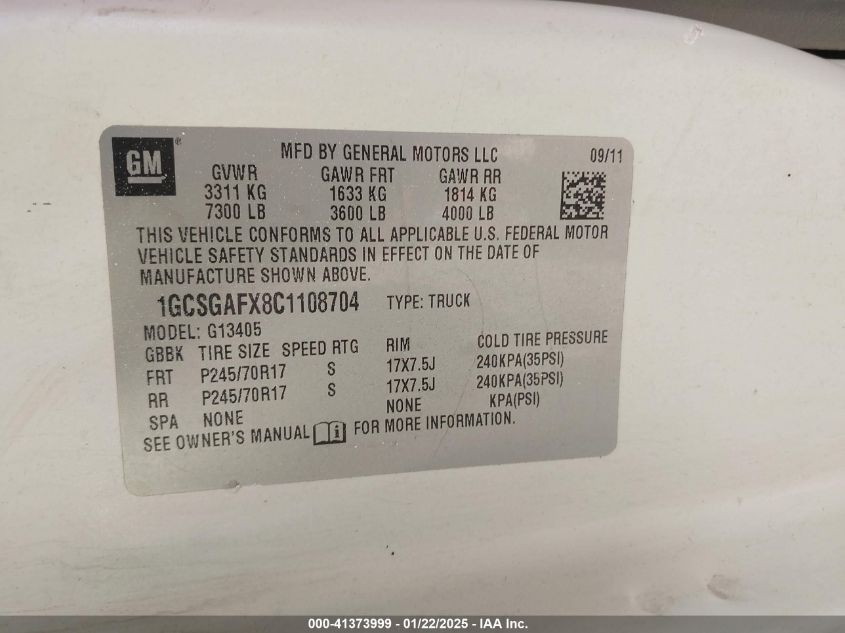 GM
®
MFD BY GENERAL MOTORS LLC 09/11
GVWR GAWR FRT GAWR RR
3311 KG 1633 KG 1814 KG
7300 LB 3600 LB 4000 LB
THIS VEHICLE CONFORMS TO ALL APPLICABLE U.S. FEDERAL MOTOR
VEHICLE SAFETY STANDARDS IN EFFECT ON THE DATE OF
MANUFACTURE SHOWN ABOVE.
1GCSGAFX8C1108704 TYPE: TRUCK
MODEL: G13405
GBBK TIRE SIZE SPEED RTG RIM COLD TIRE PRESSURE
FRT P245/70R17 S 17X7.5J 240KPA(35PSI)
RR P245/70R17 S 17X7.5J 240KPA(35PSI)
SPA NONE NONE KPA(PSI)
SEE OWNER'S MANUAL FOR MORE INFORMATION.
000-41373999 - 01/22/2025 - IAA Inc.